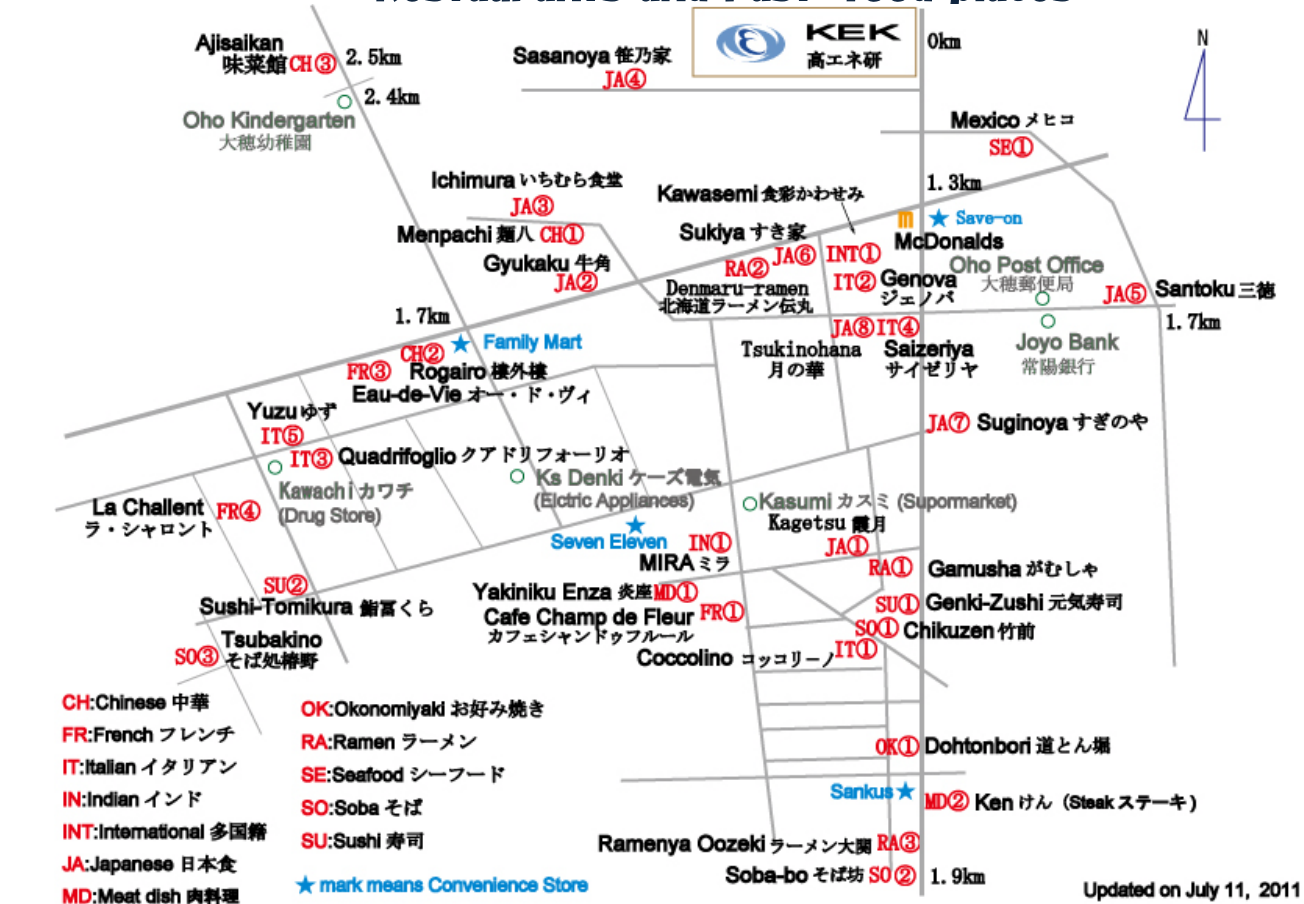 Restaurants and Fast-food places
KEK
高エネ研
0km
Ajisaikan
味菜館 CH③
2.5km
2.4km
Oho Kindergarten
大穂幼稚園
Sasanoya 笹乃家
JA④
N
Mexico メヒコ
SE①
1.3km
Ichimura いちむら食堂
JA③
Kawasemi 食彩かわせみ
Menpachi 麺八 CH①
Sukiya すき家
JA⑥
INT①
m
★ Save-on
McDonalds
Gyukaku 牛角
JA②
RA②
Denmaru-ramen
北海道ラーメン伝丸
IT② Genova
ジェノバ
Oho Post Office
大穂郵便局
JA⑤ Santoku 三徳
1.7km
1.7km
★ Family Mart
CH②
FR③ Rogairo 樓外樓
Eau-de-Vie オー・ド・ヴィ
JA⑧ IT④
Tsukinohana
月の華
Saizeriya
サイゼリヤ
Joyo Bank
常陽銀行
Yuzu ゆず
IT⑤
IT③ Quadrifoglio クアドリフォーリオ
JA⑦ Suginoya すぎのや
Kawachi カワチ
(Drug Store)
Ks Denki ケーズ電気
(Elctric Appliances)
La Challent FR④
ラ・シャロント
Kasumi カスミ (Supormarket)
Kagetsu 霞月
JA①
★
Seven Eleven
IN①
MIRA ミラ
RA① Gamusha がむしゃ
SU②
Sushi-Tomikura 鮨冨くら
Yakiniku Enza 炎座 MD①
Cafe Champ de Fleur FR①
カフェシャンドゥフルール
SU① Genki-Zushi 元気寿司
SO① Chikuzen 竹前
Tsubakino
SO③ そば処椿野
Coccolino コッコリーノ IT①
CH:Chinese 中華
FR:French フレンチ
IT:Italian イタリアン
IN:Indian インド
INT:International 多国籍
JA:Japanese 日本食
MD:Meat dish 肉料理
OK:Okonomiyaki お好み焼き
RA:Ramen ラーメン
SE:Seafood シーフード
SO:Soba そば
SU:Sushi 寿司
★ mark means Convenience Store
OK① Dohtonbori 道とん堀
Sankus ★
MD② Ken けん (Steak ステーキ)
Ramenya Oozeki ラーメン大関 RA③
Soba-bo そば坊 SO②
1.9km
Updated on July 11, 2011